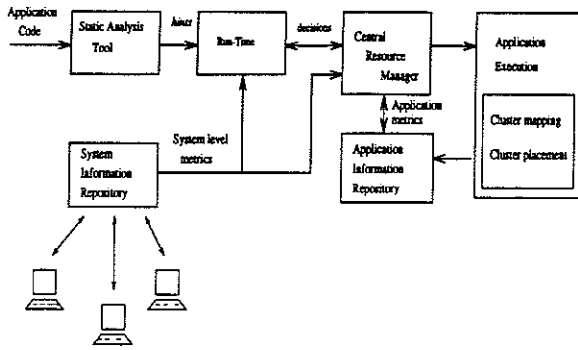 Application
Code
Static Analysis
Tool
hints
Run-Time
decisions
Central
Resource
Manager
Application
Execution
Cluster mapping
Cluster placement
Application
metrics
System level
metrics
System
Information
Repository
Application
Information
Repository